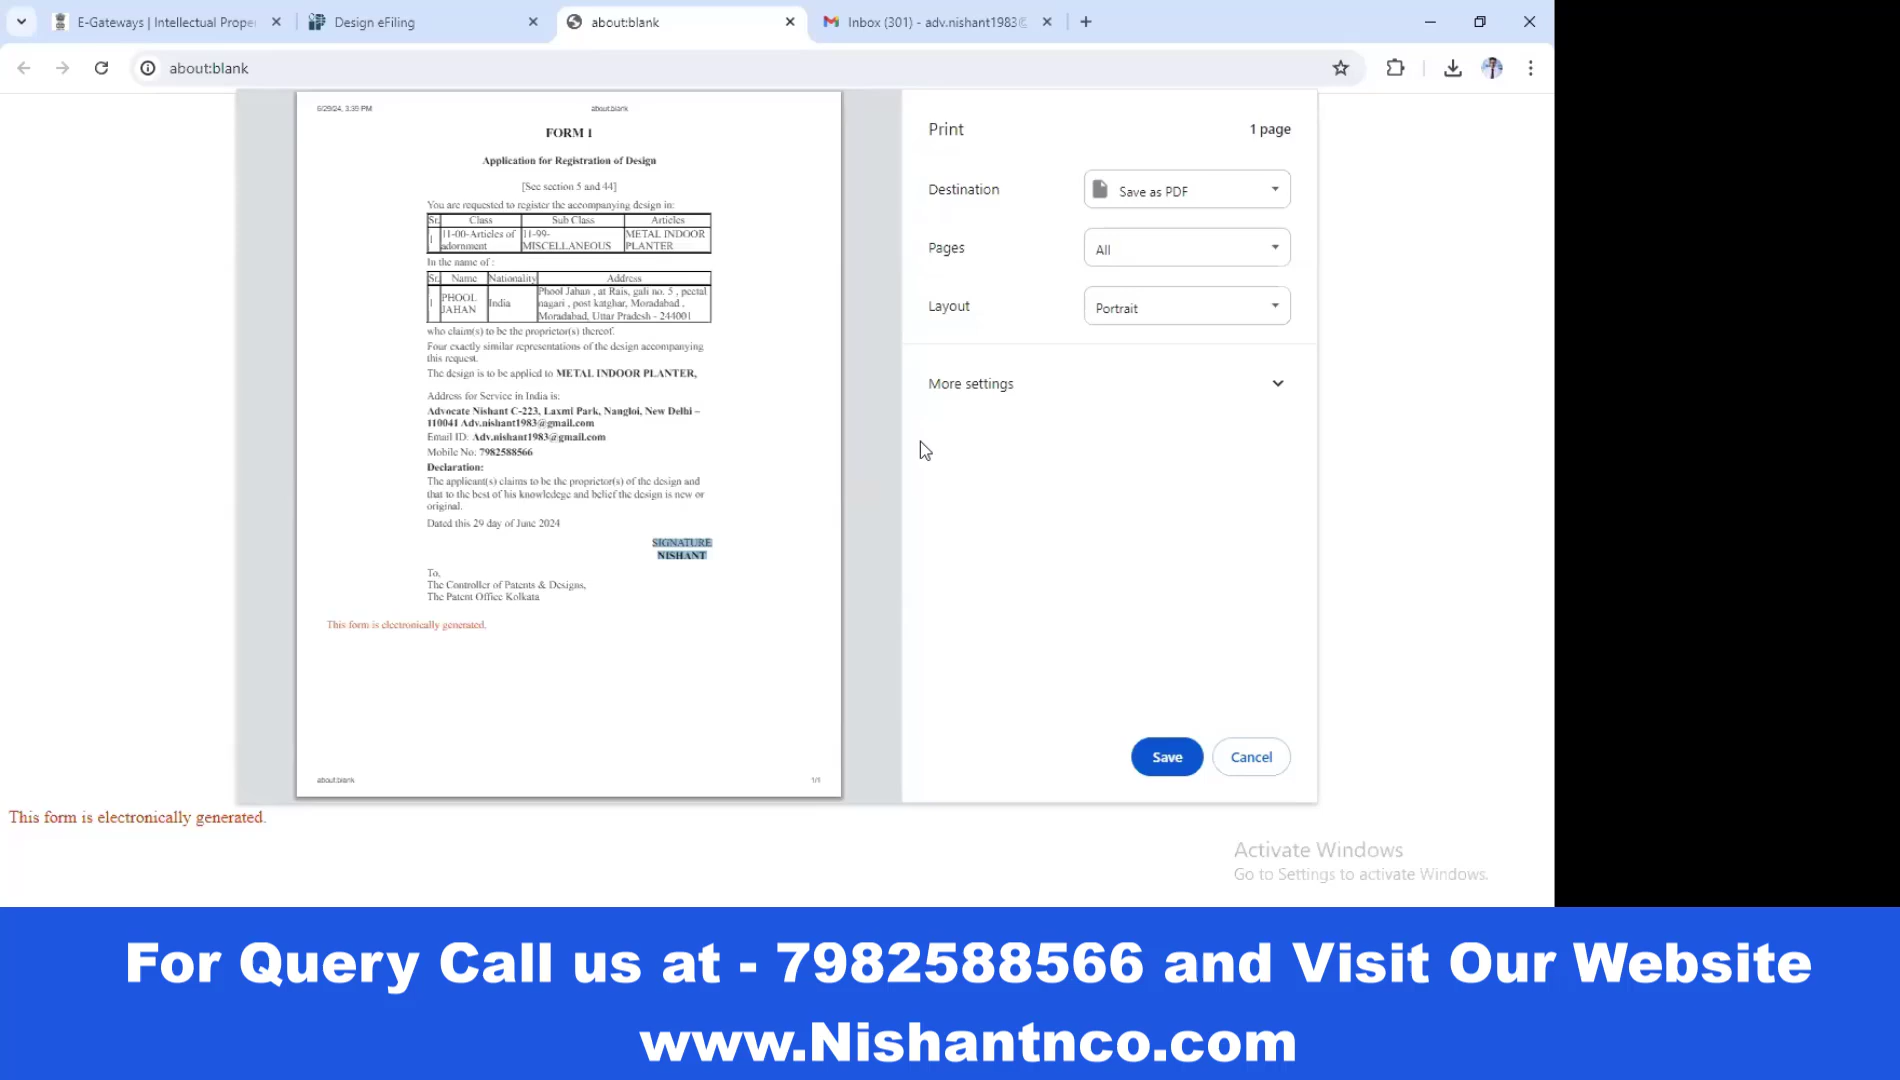 E-Gateways | Intellectual Proper
Design eFiling
about:blank
Inbox (301) - adv.nishant1983@
about:blank
6/29/24, 3:39 PM
about:blank
FORM 1
Application for Registration of Design
[See section 5 and 44]
You are requested to register the accompanying design in:
Sr. Class Sub Class Articles
1 11-00-Articles of adornment 11-99-MISCELLANEOUS METAL INDOOR PLANTER
In the name of :
Sr. Name Nationality Address
1 PHOOL JAHAN India Phool Jahan , at Rais, gali no. 5 , peetal nagari , post katghar, Moradabad , Moradabad, Uttar Pradesh - 244001
who claim(s) to be the proprietor(s) thereof.
Four exactly similar representations of the design accompanying
this request.
The design is to be applied to METAL INDOOR PLANTER,
Address for Service in India is:
Advocate Nishant C-223, Laxmi Park, Nangloi, New Delhi –
110041 Adv.nishant1983@gmail.com
Email ID: Adv.nishant1983@gmail.com
Mobile No. 7982588566
Declaration:
The applicant(s) claims to be the proprietor(s) of the design and
that to the best of his knowledege and belief the design is new or
original.
Dated this 29 day of June 2024
SIGNATURE
NISHANT
To,
The Controller of Patents & Designs,
The Patent Office Kolkata
This form is electronically generated.
about:blank
1/1
Print
1 page
Destination
Save as PDF
Pages
All
Layout
Portrait
More settings
Save
Cancel
This form is electronically generated.
Activate Windows
Go to Settings to activate Windows.
For Query Call us at - 7982588566 and Visit Our Website
www.Nishantnco.com